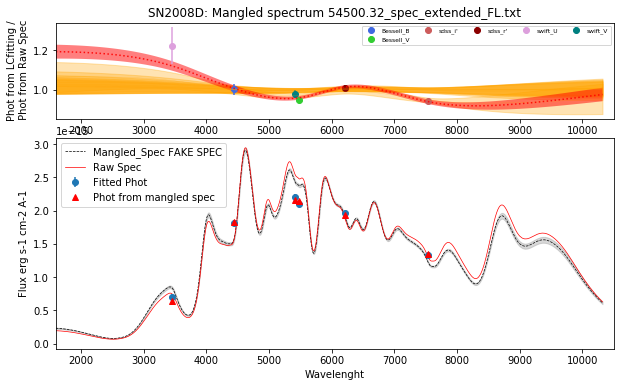 SN2008D: Mangled spectrum 54500.32_spec_extended_FL.txt
Phot from LCfitting /
Phot from Raw Spec
1.2
1.0
Bessell_B
Bessell_V
sdss_i'
sdss_r'
swift_U
swift_V
2000 3000 4000 5000 6000 7000 8000 9000 10000
Flux erg s-1 cm-2 A-1
3.0
2.5
2.0
1.5
1.0
0.5
0.0
Mangled_Spec FAKE SPEC
Raw Spec
Fitted Phot
Phot from mangled spec
2000 3000 4000 5000 6000 7000 8000 9000 10000
Wavelenght